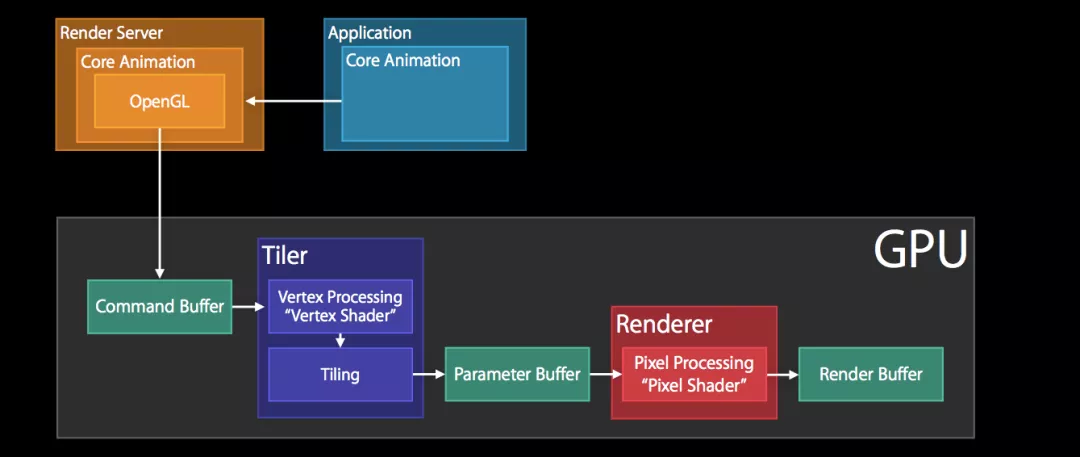 Render Server
Core Animation
OpenGL
Application
Core Animation
GPU
Tiler
Command Buffer
Vertex Processing
“Vertex Shader”
Tiling
Parameter Buffer
Renderer
Pixel Processing
“Pixel Shader”
Render Buffer